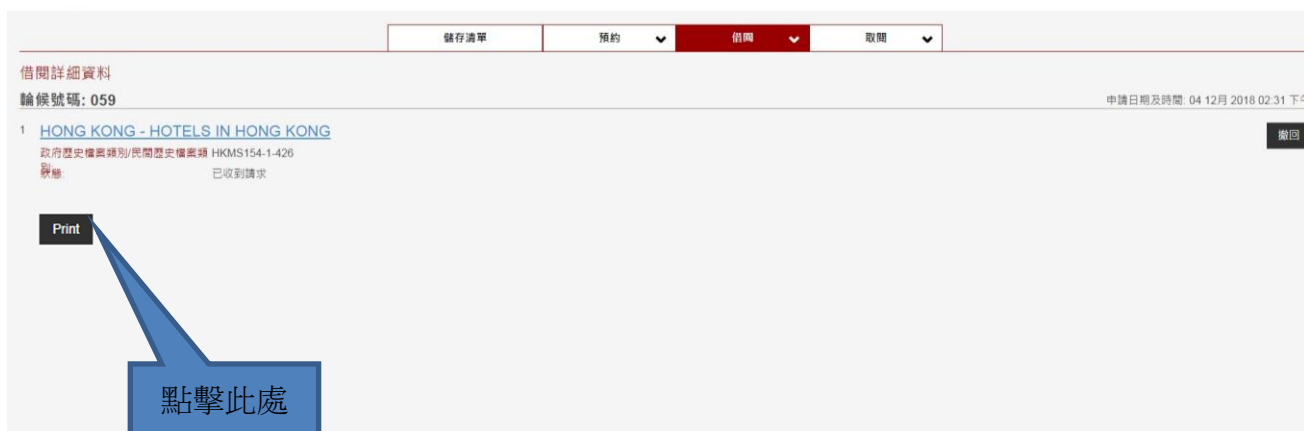 儲存清單 預約 借閱 取閱
借閱詳細資料
輪候號碼: 059
申請日期及時間: 04 12月 2018 02:31 下午
1 HONG KONG - HOTELS IN HONG KONG
撤回
政府歷史檔案類別/民間歷史檔案類別: HKMS154-1-426
狀態: 已收到請求
Print
點擊此處